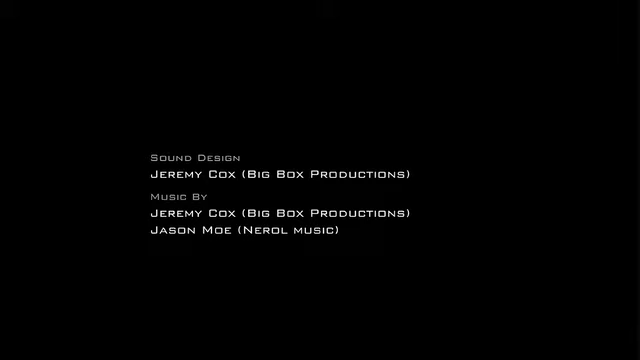 Sound Design
Jeremy Cox (Big Box Productions)
Music By
Jeremy Cox (Big Box Productions)
Jason Moe (Nerol music)